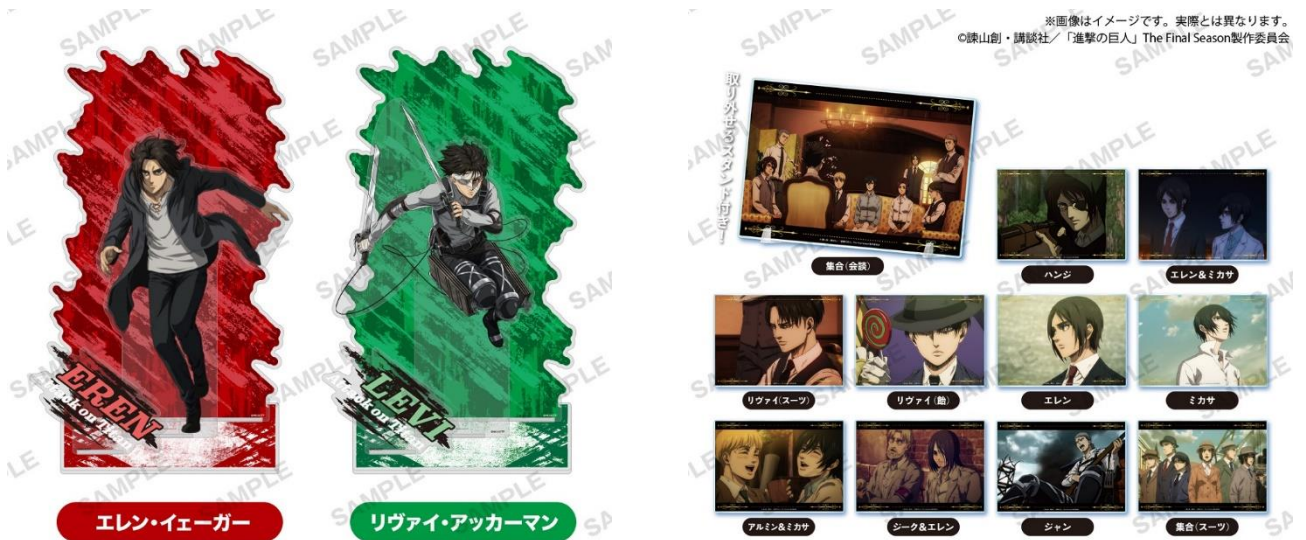 EREN
Shingekinokyojin
エレン・イェーガー
LEVI
Shingekinokyojin
リヴァイ・アッカーマン
※画像はイメージです。実際とは異なります。
©諫山創・講談社／「進撃の巨人」The Final Season製作委員会
取り外せるスタンド付き！
集合(会談)
ハンジ
エレン&ミカサ
リヴァイ(スーツ)
リヴァイ(飴)
エレン
ミカサ
アルミン&ミカサ
ジーク&エレン
ジャン
集合(スーツ)
SAMPLE